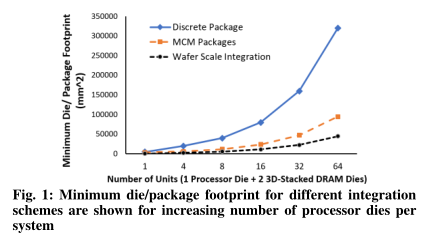 350000
300000
250000
200000
150000
100000
50000
0
Minimum Die/ Package Footprint
(mm^2)
Discrete Package
MCM Packages
Wafer Scale Integration
1 4 8 16 32 64
Number of Units (1 Processor Die + 2 3D-Stacked DRAM Dies)
Fig. 1: Minimum die/package footprint for different integration
schemes are shown for increasing number of processor dies per
system